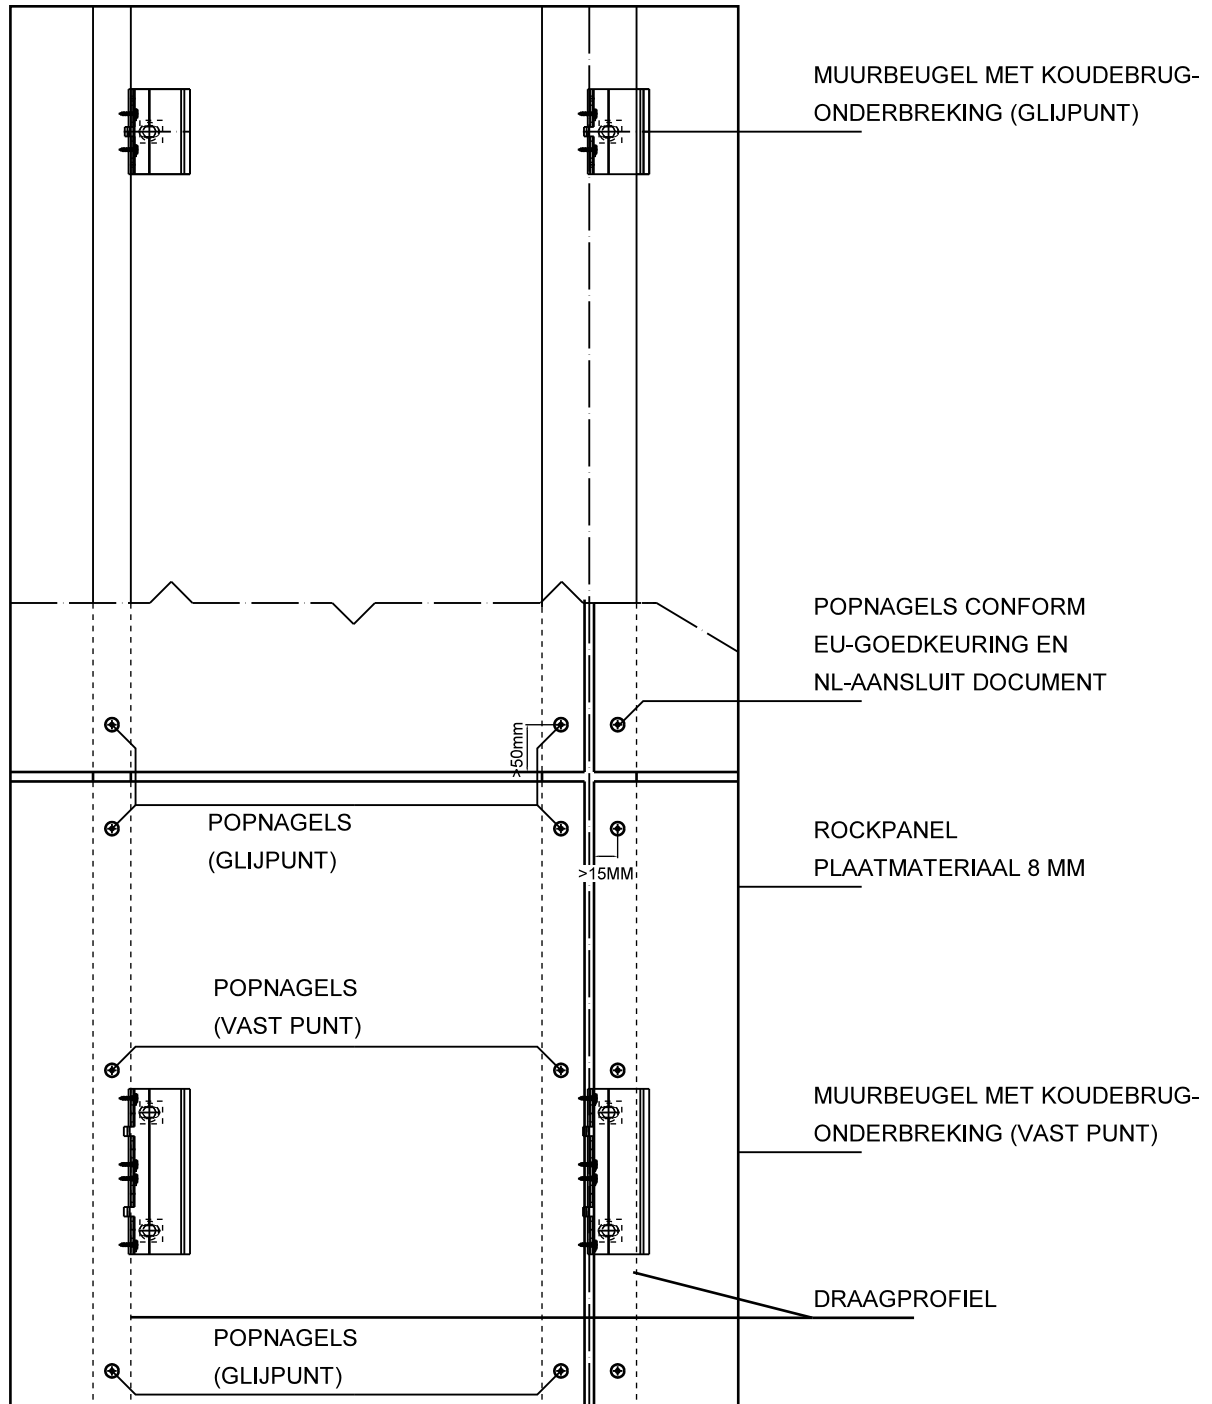 MUURBEUGEL MET KOUDEBRUG-
ONDERBREKING (GLIJPUNT)
POPNAGELS CONFORM
EU-GOEDKEURING EN
NL-AANSLUIT DOCUMENT
>50mm
POPNAGELS
(GLIJPUNT)
>15MM
ROCKPANEL
PLAATMATERIAAL 8 MM
POPNAGELS
(VAST PUNT)
MUURBEUGEL MET KOUDEBRUG-
ONDERBREKING (VAST PUNT)
DRAAGPROFIEL
POPNAGELS
(GLIJPUNT)